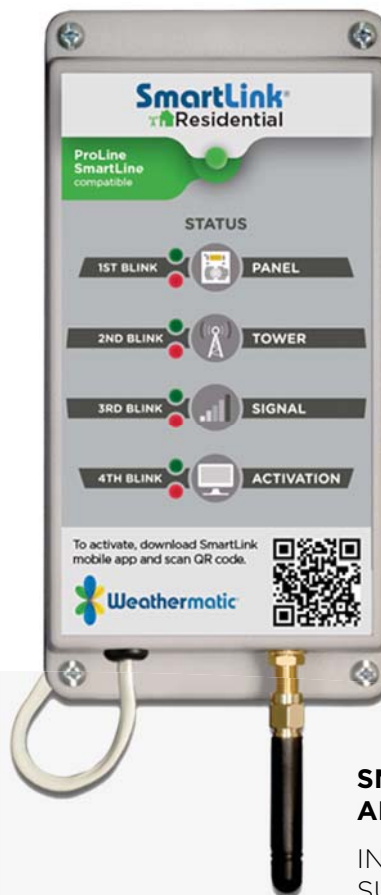 SmartLink®
Residential
ProLine
SmartLine
compatible
STATUS
1ST BLINK PANEL
2ND BLINK TOWER
3RD BLINK SIGNAL
4TH BLINK ACTIVATION
To activate, download SmartLink
mobile app and scan QR code.
Weathermatic